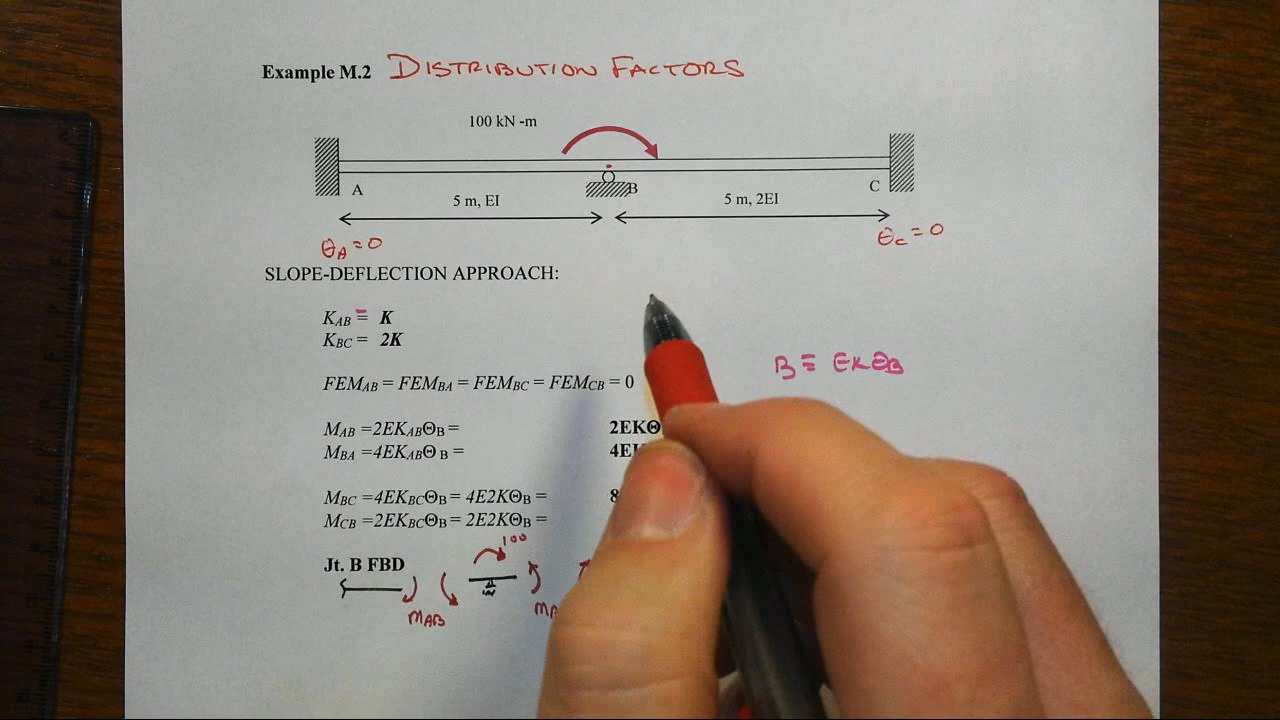 Example M.2 DISTRIBUTION FACTORS
100 kN -m
A B C
5 m, EI 5 m, 2EI
θA=0 θC=0
SLOPE-DEFLECTION APPROACH:
KAB = K
KBC = 2K
B ≡ EKθB
FEMAB = FEMBA = FEMBC = FEMCB = 0
MAB =2EKABΘB = 2EKΘ
MBA =4EKABΘ B =
MBC =4EKBCΘB = 4E2KΘB = 8
MCB =2EKBCΘB = 2E2KΘB =
100
Jt. B FBD
MAB